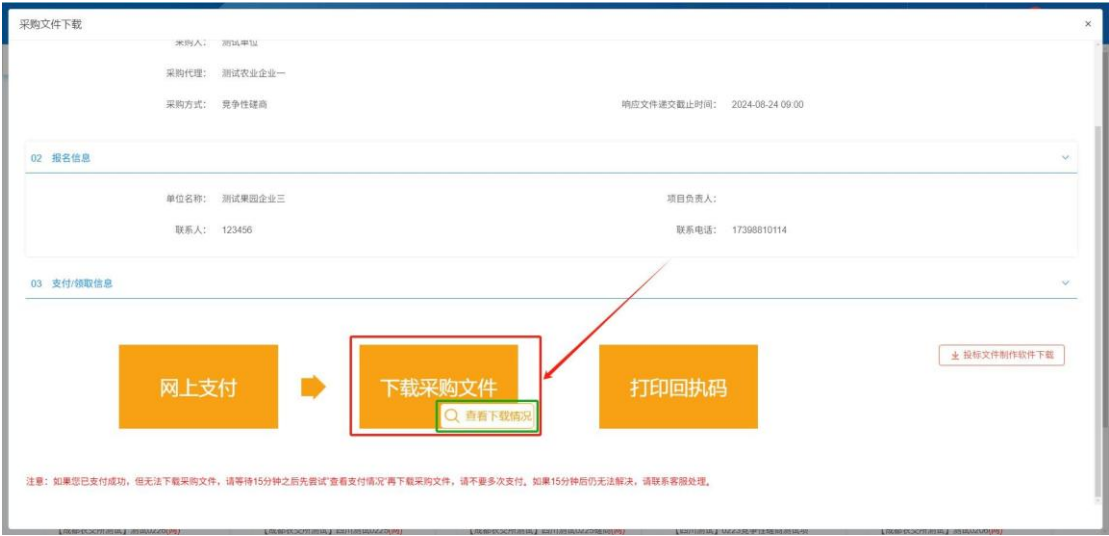 采购文件下载
×
采购人： 测试单位
采购代理： 测试农业企业一
采购方式： 竞争性磋商 响应文件递交截止时间： 2024-08-24 09:00
02 报名信息
单位名称： 测试果园企业三 项目负责人：
联系人： 123456 联系电话： 17398810114
03 支付/领取信息
投标文件制作软件下载
网上支付 下载采购文件 打印回执码
查看下载情况
注意：如果您已支付成功，但无法下载采购文件，请等待15分钟之后先尝试“查看支付情况”再下载采购文件，请不要多次支付。如果15分钟后仍无法解决，请联系客服处理。